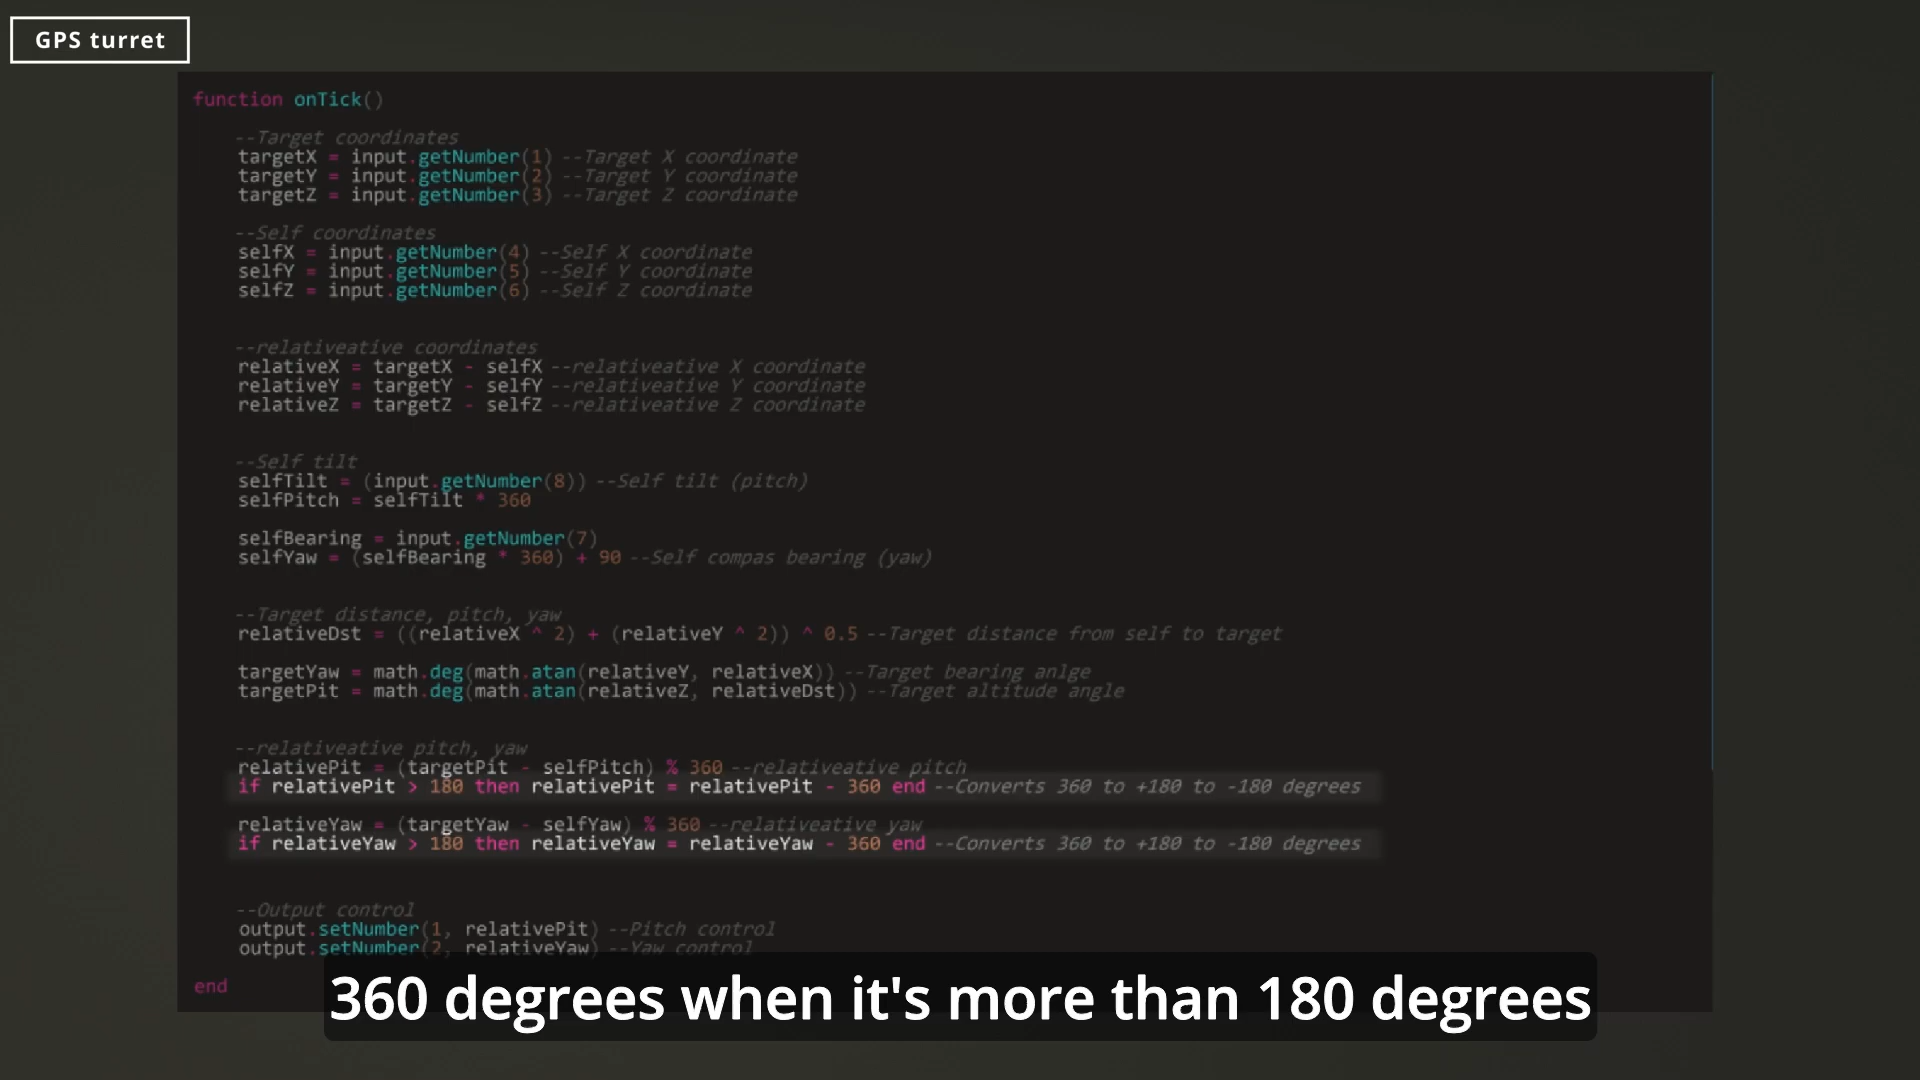 GPS turret
function onTick()
--Target coordinates
targetX = input.getNumber(1) --Target X coordinate
targetY = input.getNumber(2) --Target Y coordinate
targetZ = input.getNumber(3) --Target Z coordinate
--Self coordinates
selfX = input.getNumber(4) --Self X coordinate
selfY = input.getNumber(5) --Self Y coordinate
selfZ = input.getNumber(6) --Self Z coordinate
--relativeative coordinates
relativeX = targetX - selfX --relativeative X coordinate
relativeY = targetY - selfY --relativeative Y coordinate
relativeZ = targetZ - selfZ --relativeative Z coordinate
--Self tilt
selfTilt = (input.getNumber(8)) --Self tilt (pitch)
selfPitch = selfTilt * 360
selfBearing = input.getNumber(7)
selfYaw = (selfBearing * 360) + 90 --Self compas bearing (yaw)
--Target distance, pitch, yaw
relativeDst = ((relativeX ^ 2) + (relativeY ^ 2)) ^ 0.5 --Target distance from self to target
targetYaw = math.deg(math.atan(relativeY, relativeX)) --Target bearing anlge
targetPit = math.deg(math.atan(relativeZ, relativeDst)) --Target altitude angle
--relativeative pitch, yaw
relativePit = (targetPit - selfPitch) % 360 --relativeative pitch
if relativePit > 180 then relativePit = relativePit - 360 end --Converts 360 to +180 to -180 degrees
relativeYaw = (targetYaw - selfYaw) % 360 --relativeative yaw
if relativeYaw > 180 then relativeYaw = relativeYaw - 360 end --Converts 360 to +180 to -180 degrees
--Output control
output.setNumber(1, relativePit) --Pitch control
output.setNumber(2, relativeYaw) --Yaw control
end
360 degrees when it's more than 180 degrees